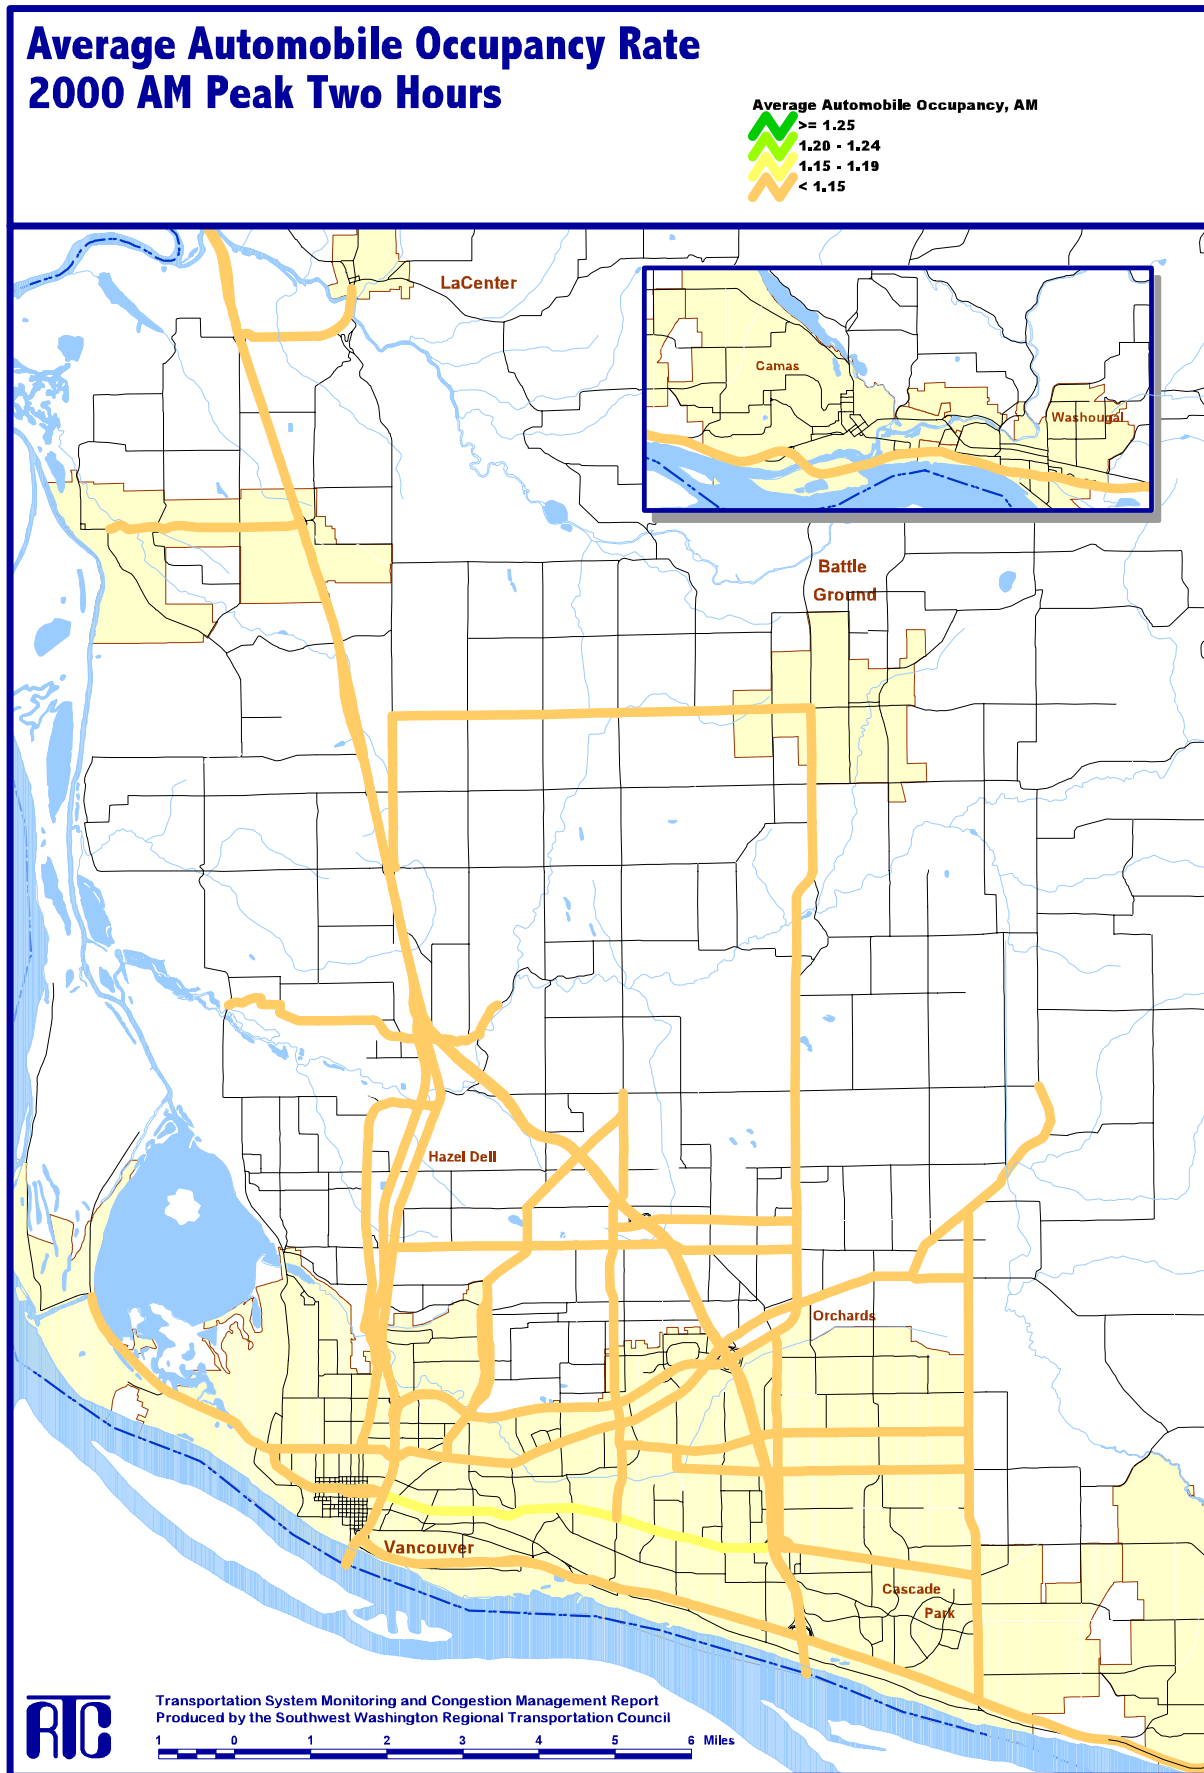 Average Automobile Occupancy Rate
2000 AM Peak Two Hours
Average Automobile Occupancy, AM
>= 1.25
1.20 - 1.24
1.15 - 1.19
< 1.15
LaCenter
Camas
Washougal
Battle
Ground
Hazel Dell
Orchards
Vancouver
Cascade
Park
RTC
Transportation System Monitoring and Congestion Management Report
Produced by the Southwest Washington Regional Transportation Council
1 0 1 2 3 4 5 6 Miles